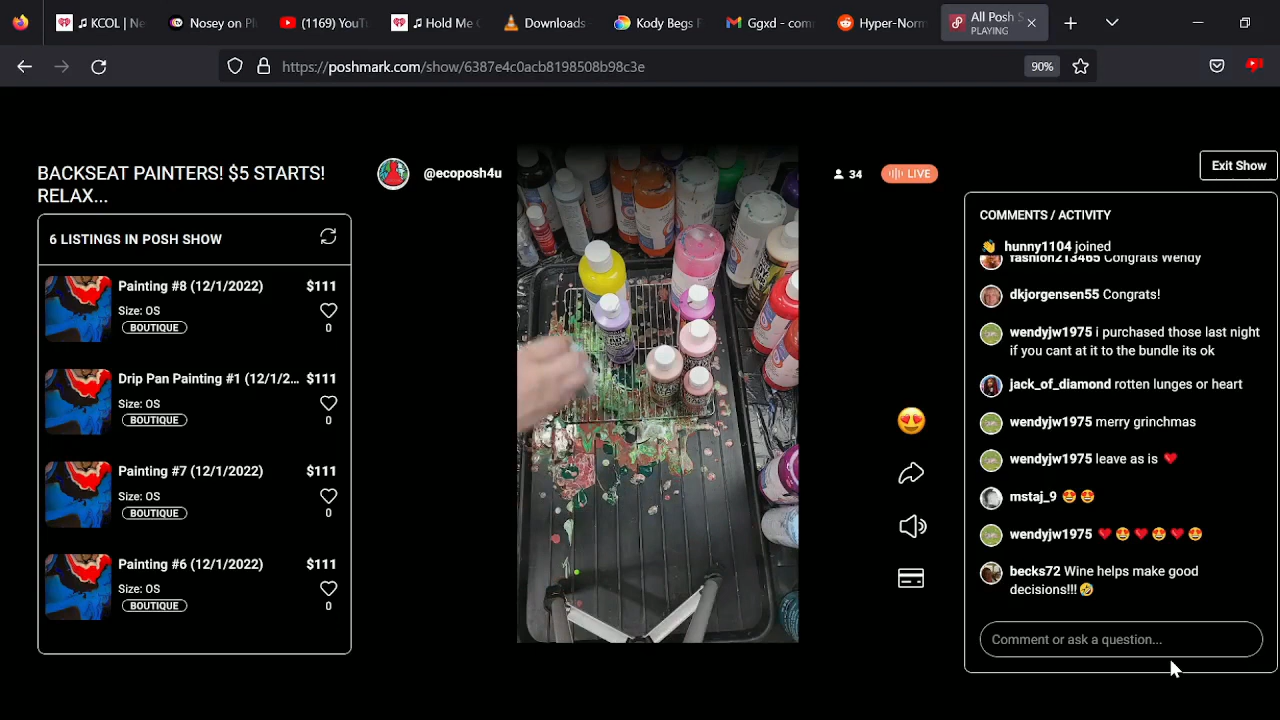 ♫ KCOL | Ne
Nosey on Pl
(1169) YouTu
♫ Hold Me C
Downloads
Kody Begs F
Ggxd - com
Hyper-Norm
All Posh S
PLAYING
https://poshmark.com/show/6387e4c0acb8198508b98c3e
90%
BACKSEAT PAINTERS! $5 STARTS!
RELAX...
@ecoposh4u
34
LIVE
Exit Show
6 LISTINGS IN POSH SHOW
Painting #8 (12/1/2022) $111
Size: OS
BOUTIQUE
0
Drip Pan Painting #1 (12/1/2... $111
Size: OS
BOUTIQUE
0
Painting #7 (12/1/2022) $111
Size: OS
BOUTIQUE
0
Painting #6 (12/1/2022) $111
Size: OS
BOUTIQUE
0
COMMENTS / ACTIVITY
👏 hunny1104 joined
fashion213465 Congrats Wendy
dkjorgensen55 Congrats!
wendyjw1975 i purchased those last night
if you cant at it to the bundle its ok
jack_of_diamond rotten lunges or heart
wendyjw1975 merry grinchmas
wendyjw1975 leave as is ❤️
mstaj_9 😍😍
wendyjw1975 ❤️😍❤️😍❤️😍
becks72 Wine helps make good
decisions!!!🤣
Comment or ask a question...